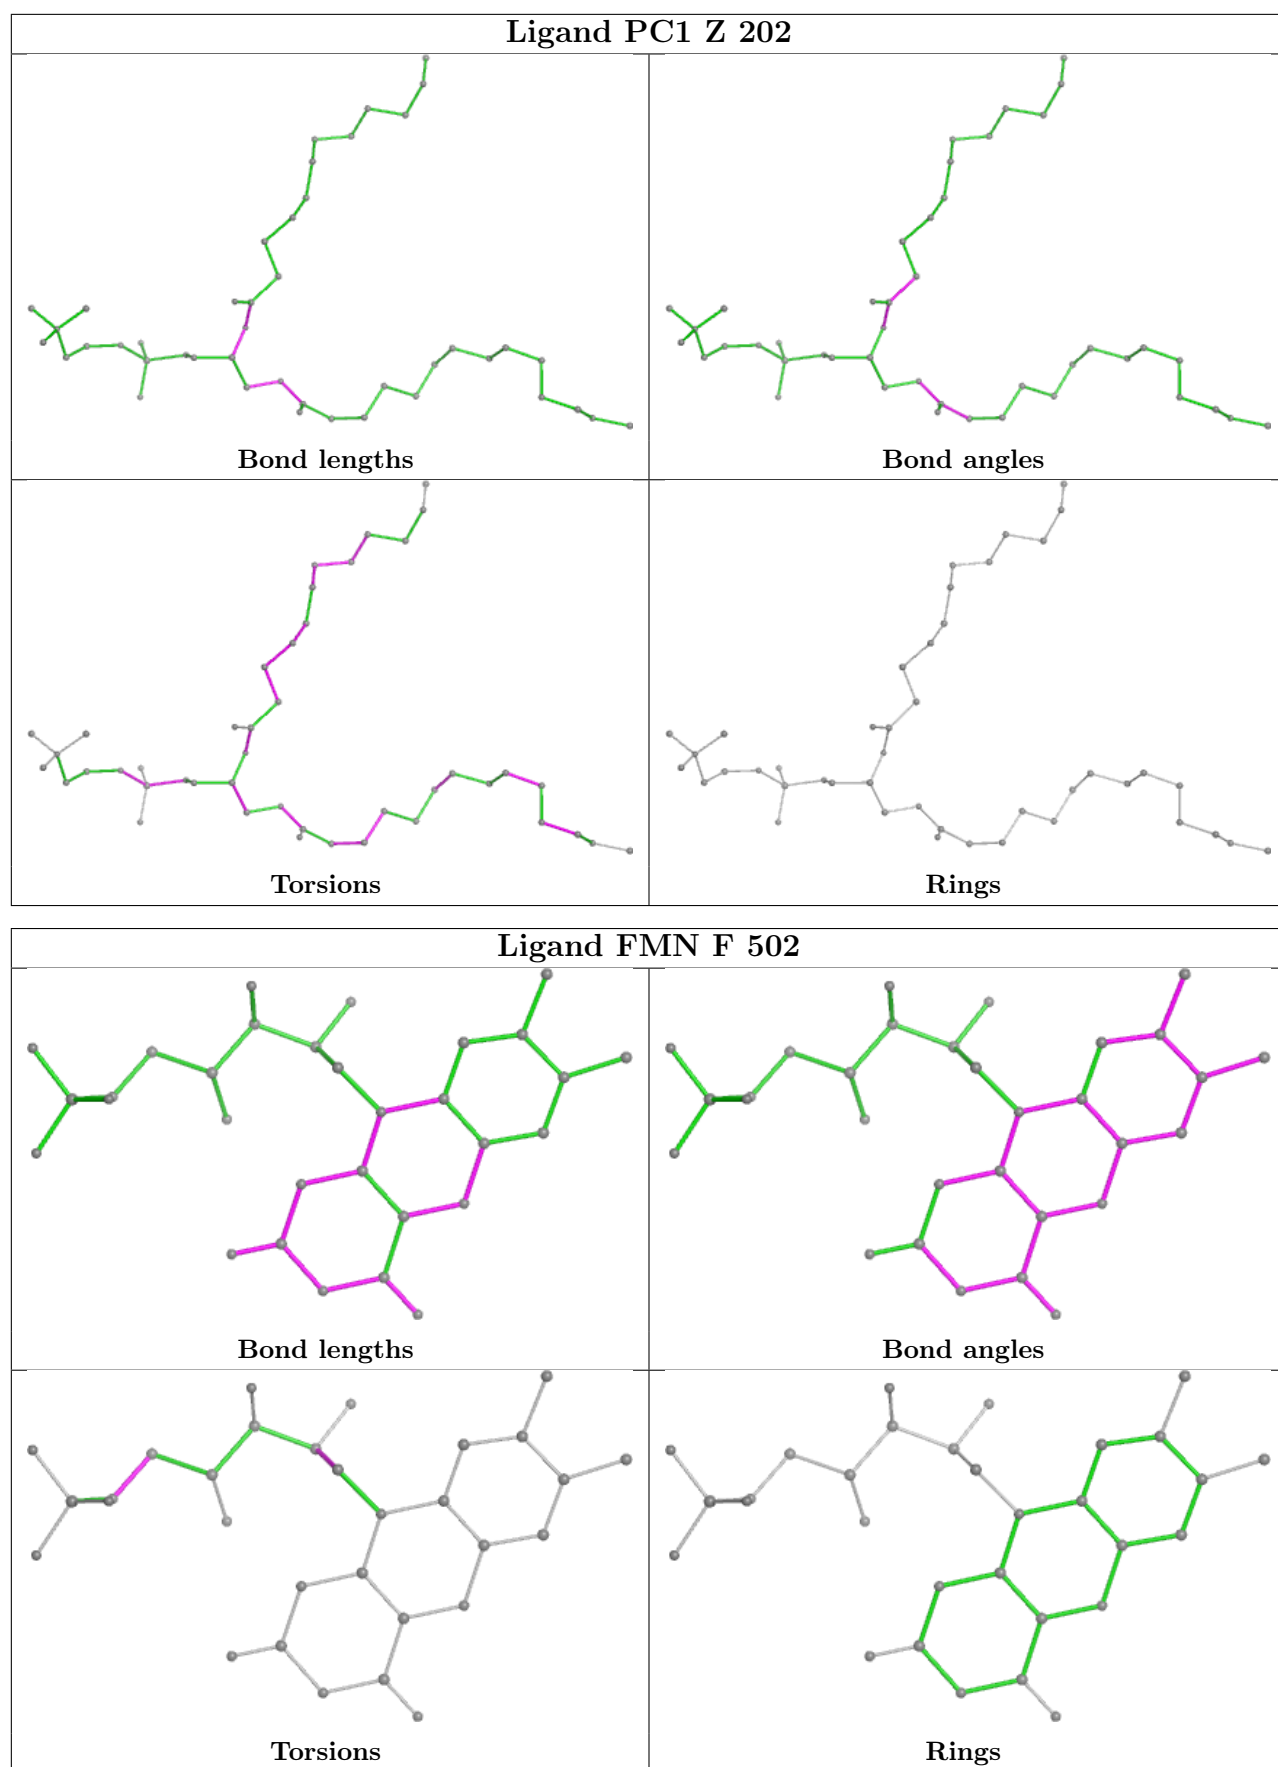 Ligand PC1 Z 202
Bond lengths
Bond angles
Torsions
Rings
Ligand FMN F 502
Bond lengths
Bond angles
Torsions
Rings